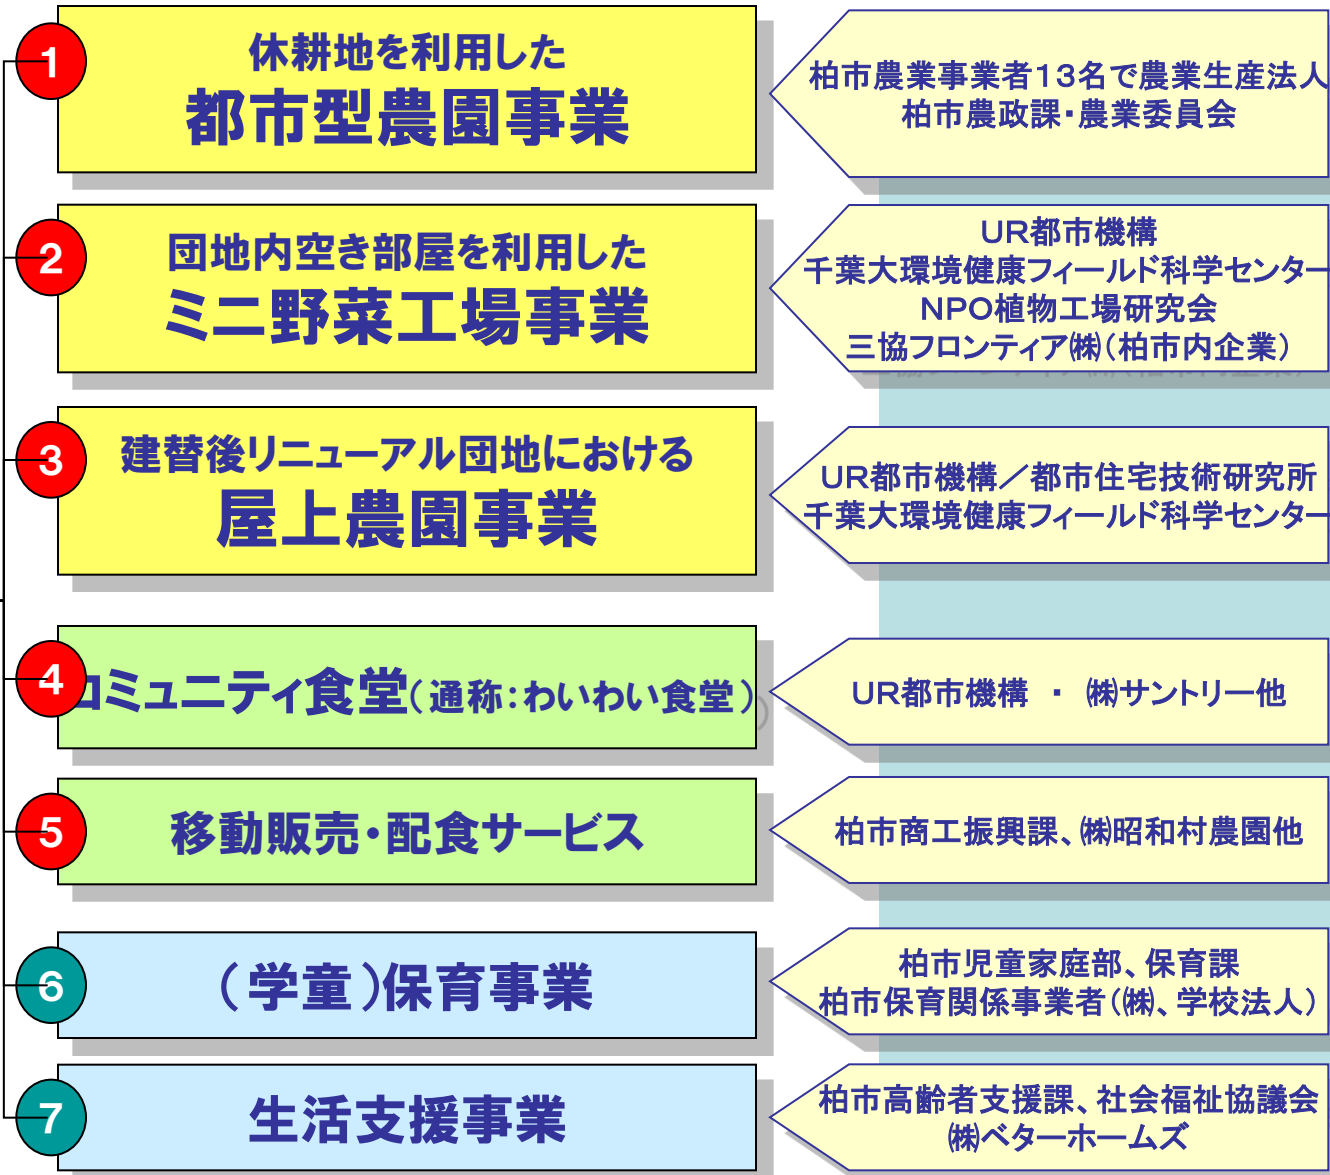 1
休耕地を利用した
都市型農園事業
柏市農業事業者13名で農業生産法人
柏市農政課・農業委員会
2
団地内空き部屋を利用した
ミニ野菜工場事業
UR都市機構
千葉大環境健康フィールド科学センター
NPO植物工場研究会
三協フロンティア㈱（柏市内企業）
3
建替後リニューアル団地における
屋上農園事業
UR都市機構／都市住宅技術研究所
千葉大環境健康フィールド科学センター
4
コミュニティ食堂（通称：わいわい食堂）
UR都市機構 ・ ㈱サントリー他
5
移動販売・配食サービス
柏市商工振興課、㈱昭和村農園他
6
（学童）保育事業
柏市児童家庭部、保育課
柏市保育関係事業者（㈱、学校法人）
7
生活支援事業
柏市高齢者支援課、社会福祉協議会
㈱ベターホームズ